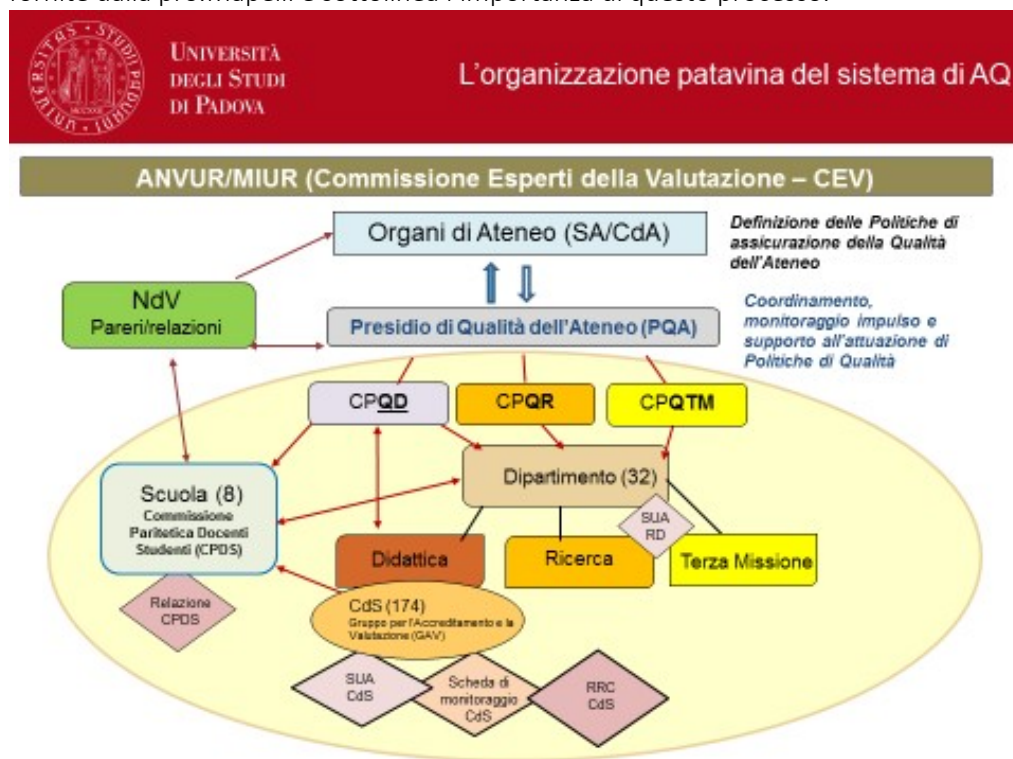 UNIVERSITÀ
DEGLI STUDI
DI PADOVA
L'organizzazione patavina del sistema di AQ
ANVUR/MIUR (Commissione Esperti della Valutazione – CEV)
Organi di Ateneo (SA/CdA)
Definizione delle Politiche di
assicurazione della Qualità
dell'Ateneo
NdV
Pareri/relazioni
Presidio di Qualità dell'Ateneo (PQA)
Coordinamento,
monitoraggio impulso e
supporto all'attuazione di
Politiche di Qualità
CPQD
CPQR
CPQTM
Scuola (8)
Commissione
Paritetica Docenti
Studenti (CPDS)
Dipartimento (32)
SUA
RD
Didattica
Ricerca
Terza Missione
Relazione
CPDS
CdS (174)
Gruppo per l'Accreditamento e la
Valutazione (GAV)
SUA
CdS
Scheda di
monitoraggio
CdS
RRC
CdS